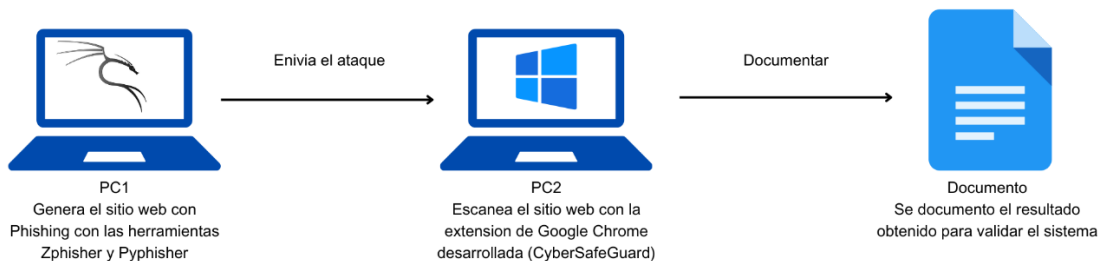 Enivia el ataque
Documentar
PC1
Genera el sitio web con
Phishing con las herramientas
Zphisher y Pyphisher
PC2
Escanea el sitio web con la
extension de Google Chrome
desarrollada (CyberSafeGuard)
Documento
Se documento el resultado
obtenido para validar el sistema